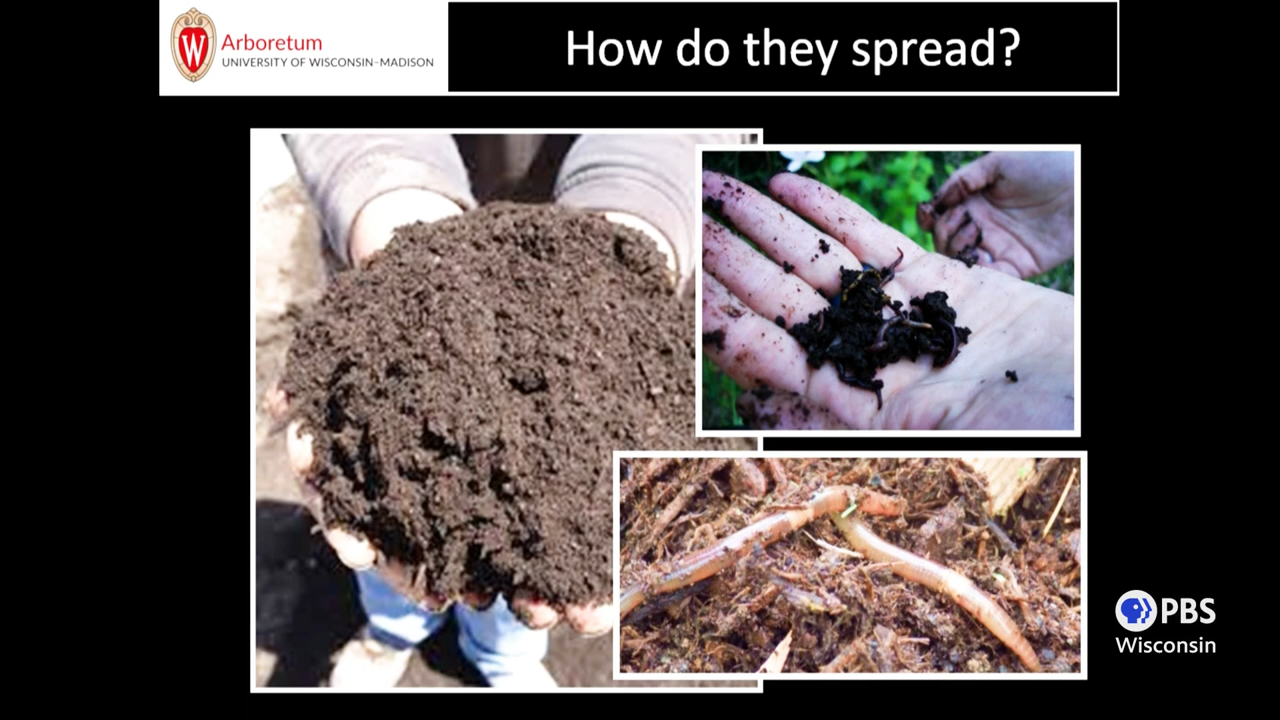 W
Arboretum
UNIVERSITY OF WISCONSIN–MADISON
How do they spread?
PBS
Wisconsin